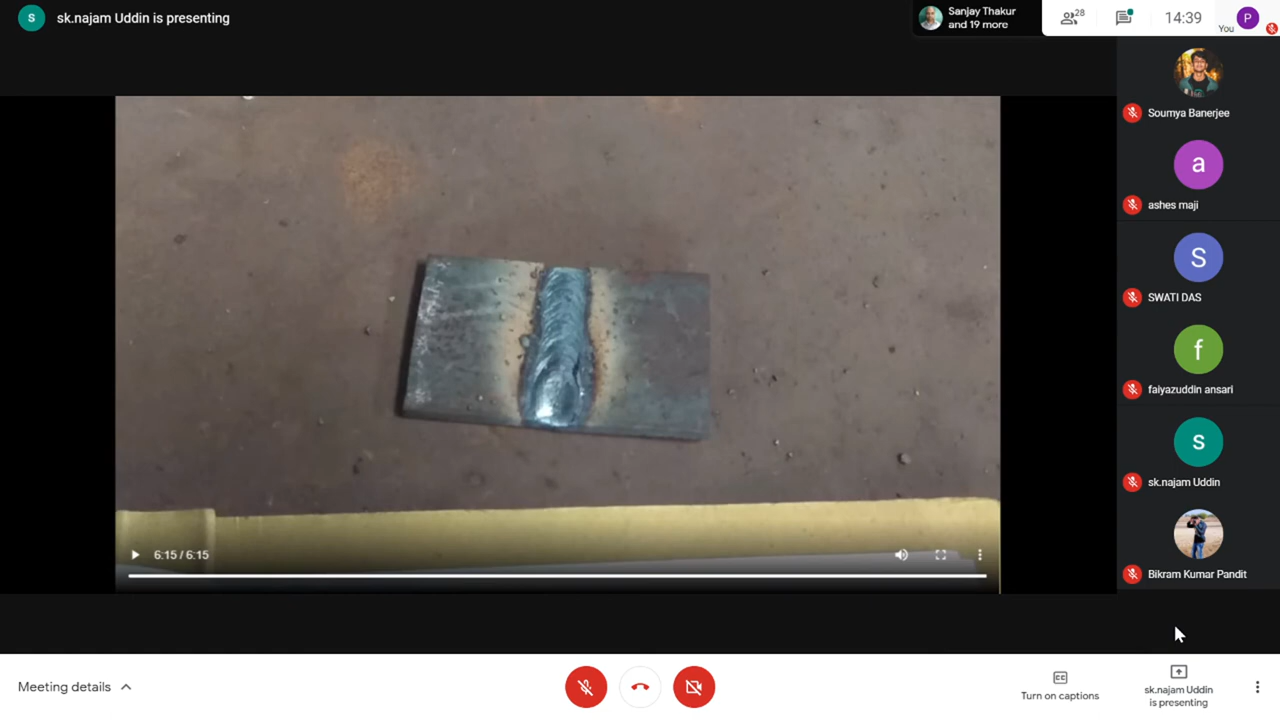 s
sk.najam Uddin is presenting
Sanjay Thakur
and 19 more
28
14:39
You
P
Soumya Banerjee
a
ashes maji
S
SWATI DAS
f
faiyazuddin ansari
s
sk.najam Uddin
Bikram Kumar Pandit
6:15 / 6:15
Meeting details
CC
Turn on captions
sk.najam Uddin
is presenting